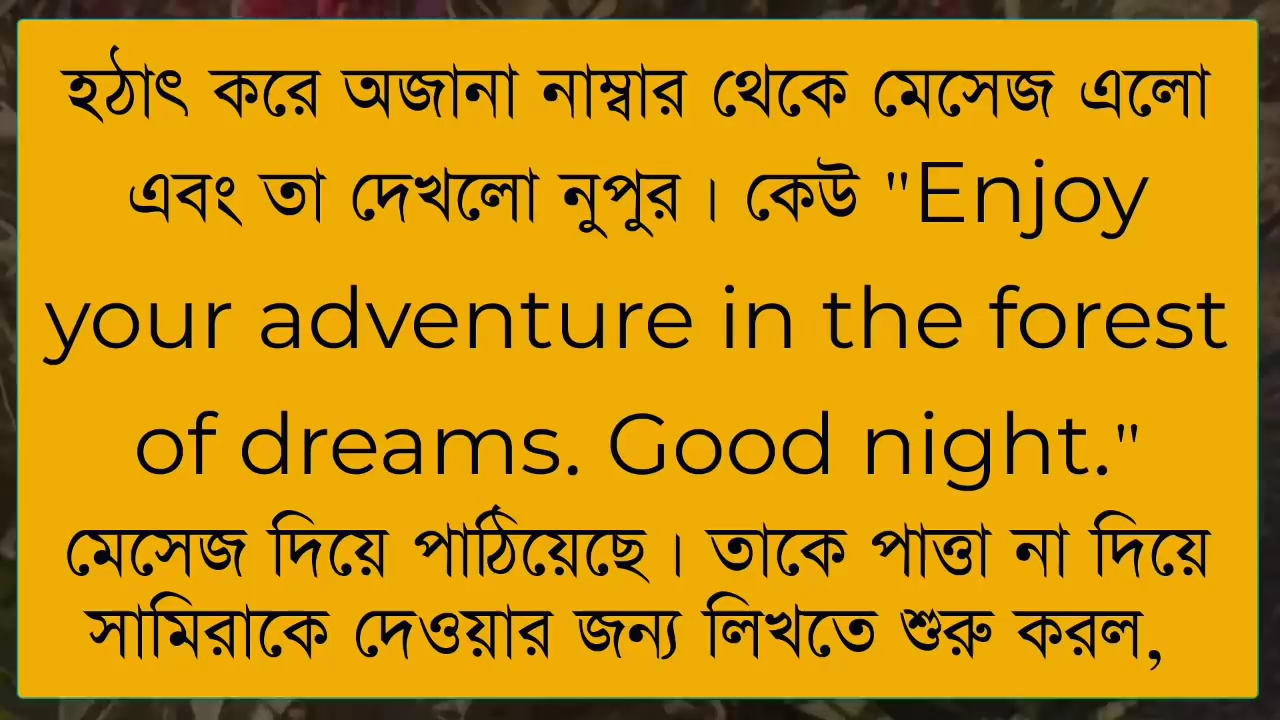 হঠাৎ করে অজানা নাম্বার থেকে মেসেজ এলো
এবং তা দেখলো নুপুর। কেউ "Enjoy
your adventure in the forest
of dreams. Good night."
মেসেজ দিয়ে পাঠিয়েছে। তাকে পাত্তা না দিয়ে
সামিরাকে দেওয়ার জন্য লিখতে শুরু করল,